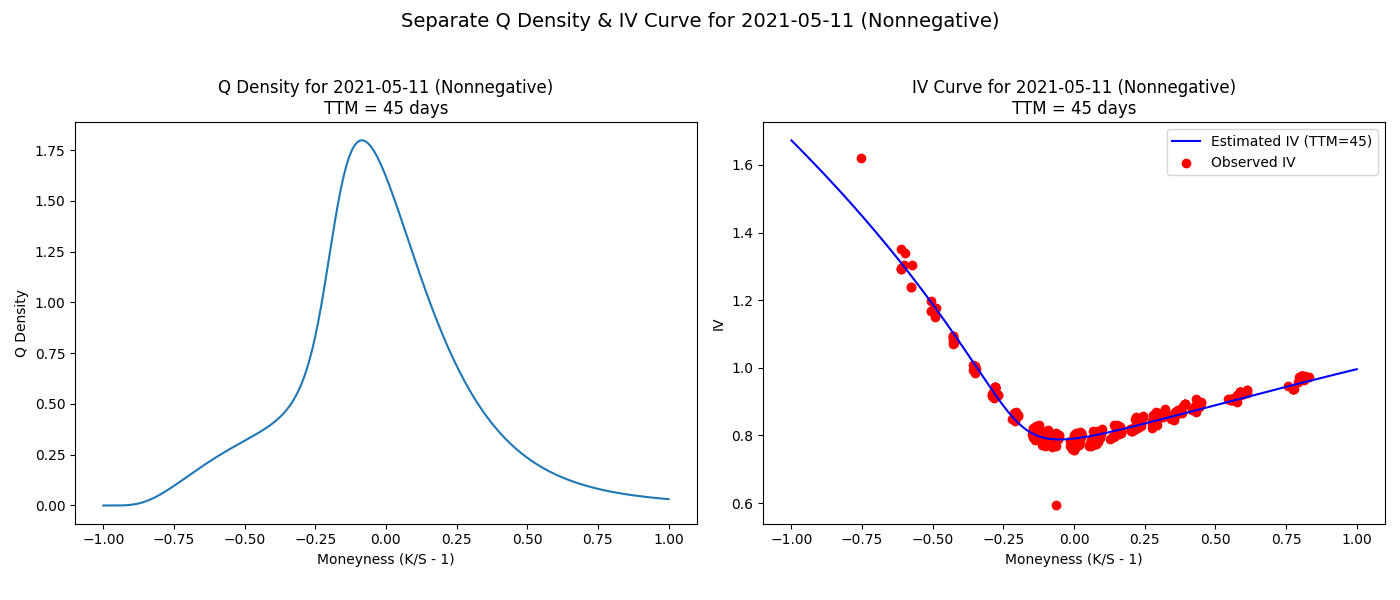 Separate Q Density & IV Curve for 2021-05-11 (Nonnegative)
Q Density for 2021-05-11 (Nonnegative)
TTM = 45 days
Q Density
1.75
1.50
1.25
1.00
0.75
0.50
0.25
0.00
−1.00 −0.75 −0.50 −0.25 0.00 0.25 0.50 0.75 1.00
Moneyness (K/S - 1)
IV Curve for 2021-05-11 (Nonnegative)
TTM = 45 days
Estimated IV (TTM=45)
Observed IV
IV
1.6
1.4
1.2
1.0
0.8
0.6
−1.00 −0.75 −0.50 −0.25 0.00 0.25 0.50 0.75 1.00
Moneyness (K/S - 1)